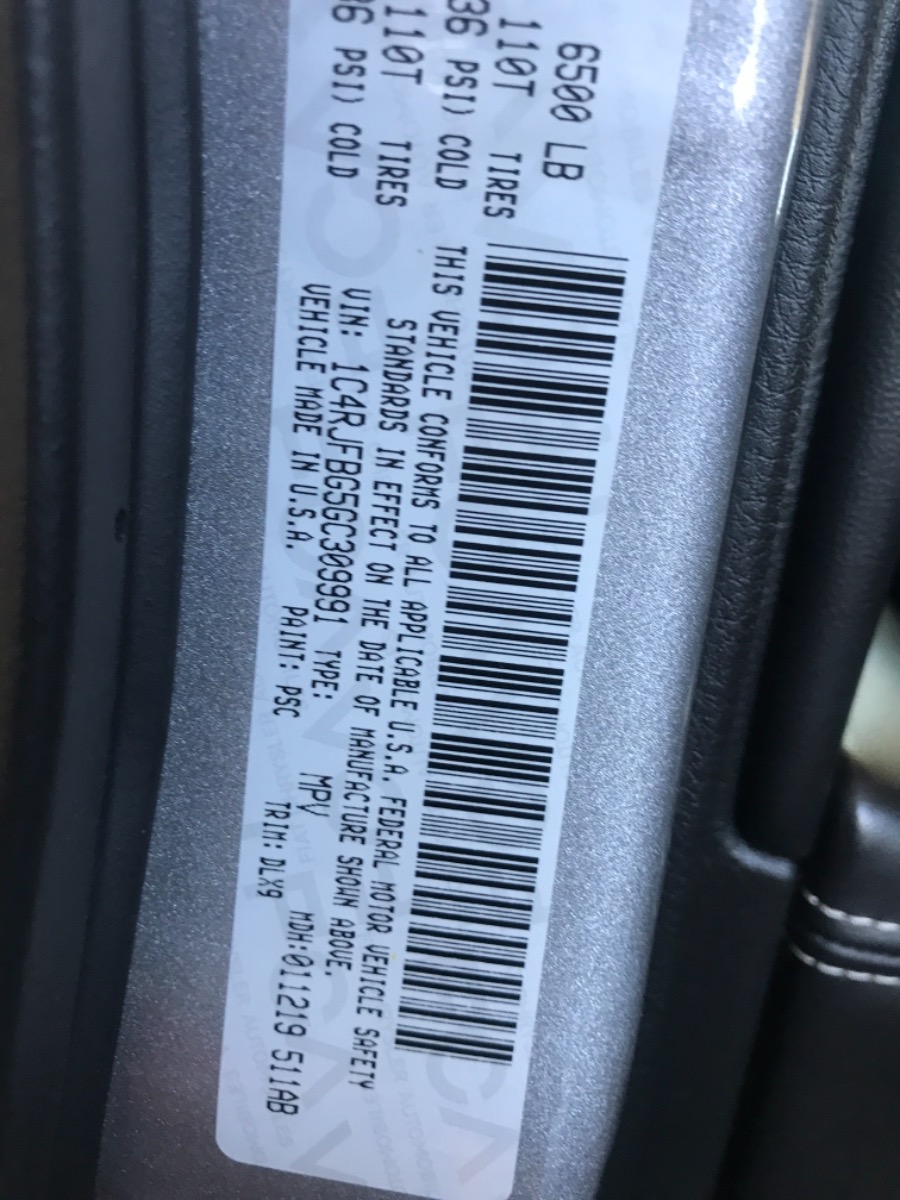 6500 LB
110T TIRES
36 PSI) COLD
110T TIRES
36 PSI) COLD
THIS VEHICLE CONFORMS TO ALL APPLICABLE U.S.A. FEDERAL MOTOR VEHICLE SAFETY
STANDARDS IN EFFECT ON THE DATE OF MANUFACTURE SHOWN ABOVE.
VIN: 1C4RJFBG5GC309991 TYPE: MPV
VEHICLE MADE IN U.S.A. PAINT: PSC TRIM: DLX9 MDH:011219 511AB